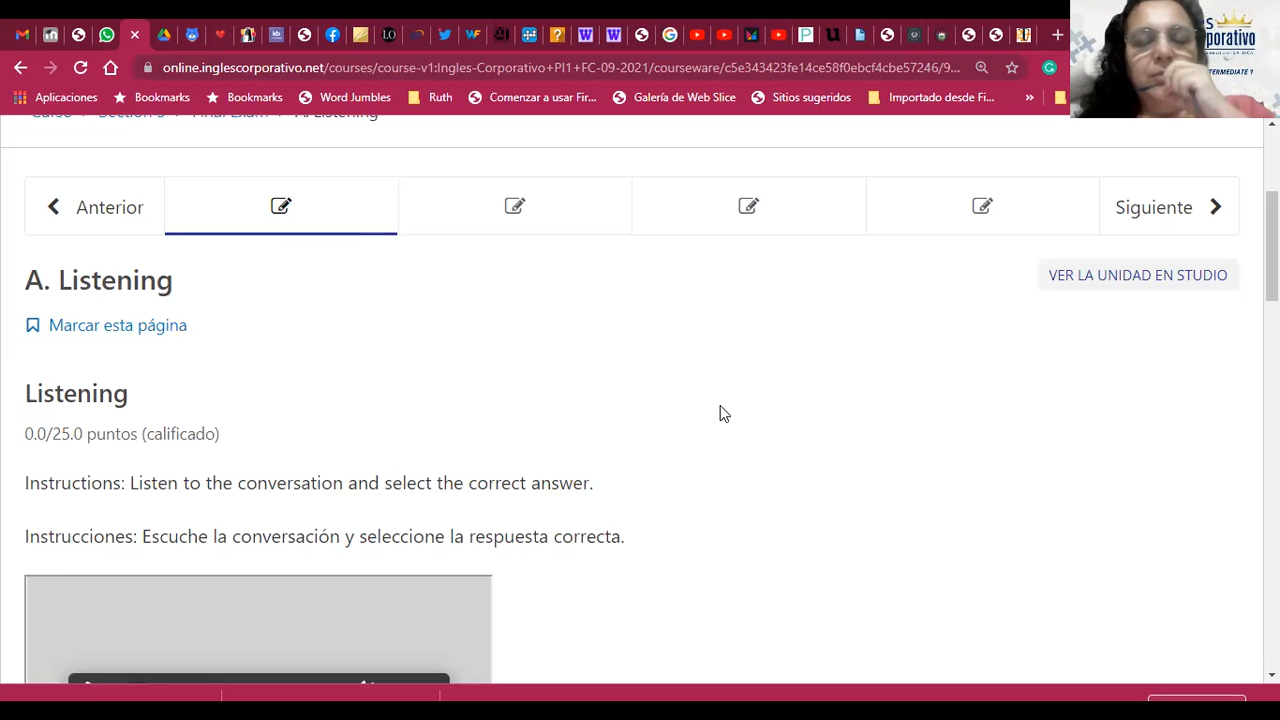 online.inglescorporativo.net/courses/course-v1:Ingles-Corporativo+PI1+FC-09-2021/courseware/c5e343423fe14ce58f0ebcf4cbe57246/9...
Aplicaciones Bookmarks Bookmarks Word Jumbles Ruth Comenzar a usar Fir... Galería de Web Slice Sitios sugeridos Importado desde Fi... »
Anterior
Siguiente
A. Listening
VER LA UNIDAD EN STUDIO
Marcar esta página
Listening
0.0/25.0 puntos (calificado)
Instructions: Listen to the conversation and select the correct answer.
Instrucciones: Escuche la conversación y seleccione la respuesta correcta.